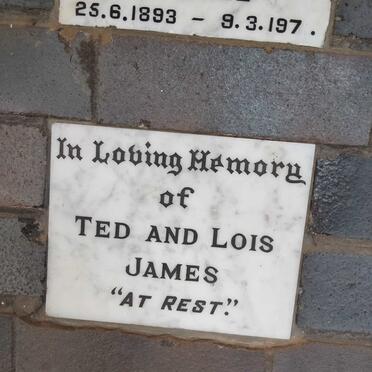 25.6.1893 – 9.3.197 .
In Loving Memory
of
TED AND LOIS
JAMES
"AT REST."